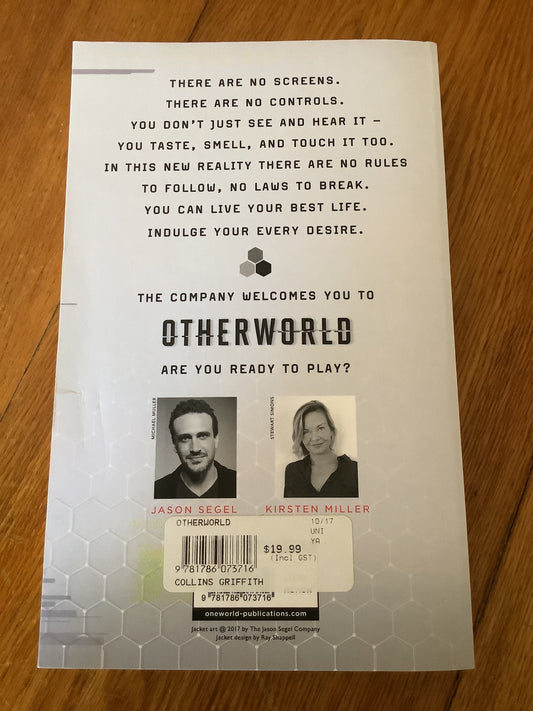 THERE ARE NO SCREENS.
THERE ARE NO CONTROLS.
YOU DON'T JUST SEE AND HEAR IT –
YOU TASTE, SMELL, AND TOUCH IT TOO.
IN THIS NEW REALITY THERE ARE NO RULES
TO FOLLOW, NO LAWS TO BREAK.
YOU CAN LIVE YOUR BEST LIFE.
INDULGE YOUR EVERY DESIRE.
THE COMPANY WELCOMES YOU TO
OTHERWORLD
ARE YOU READY TO PLAY?
MICHAEL MULLER
STEWART SIMONS
JASON SEGEL
KIRSTEN MILLER
OTHERWORLD
10/17
UNI
YA
$19.99
(Incl GST)
9 781786 073716
COLLINS GRIFFITH
9 781786 073716
oneworld-publications.com
Jacket art @ 2017 by The Jason Segel Company
Jacket design by Ray Shappell